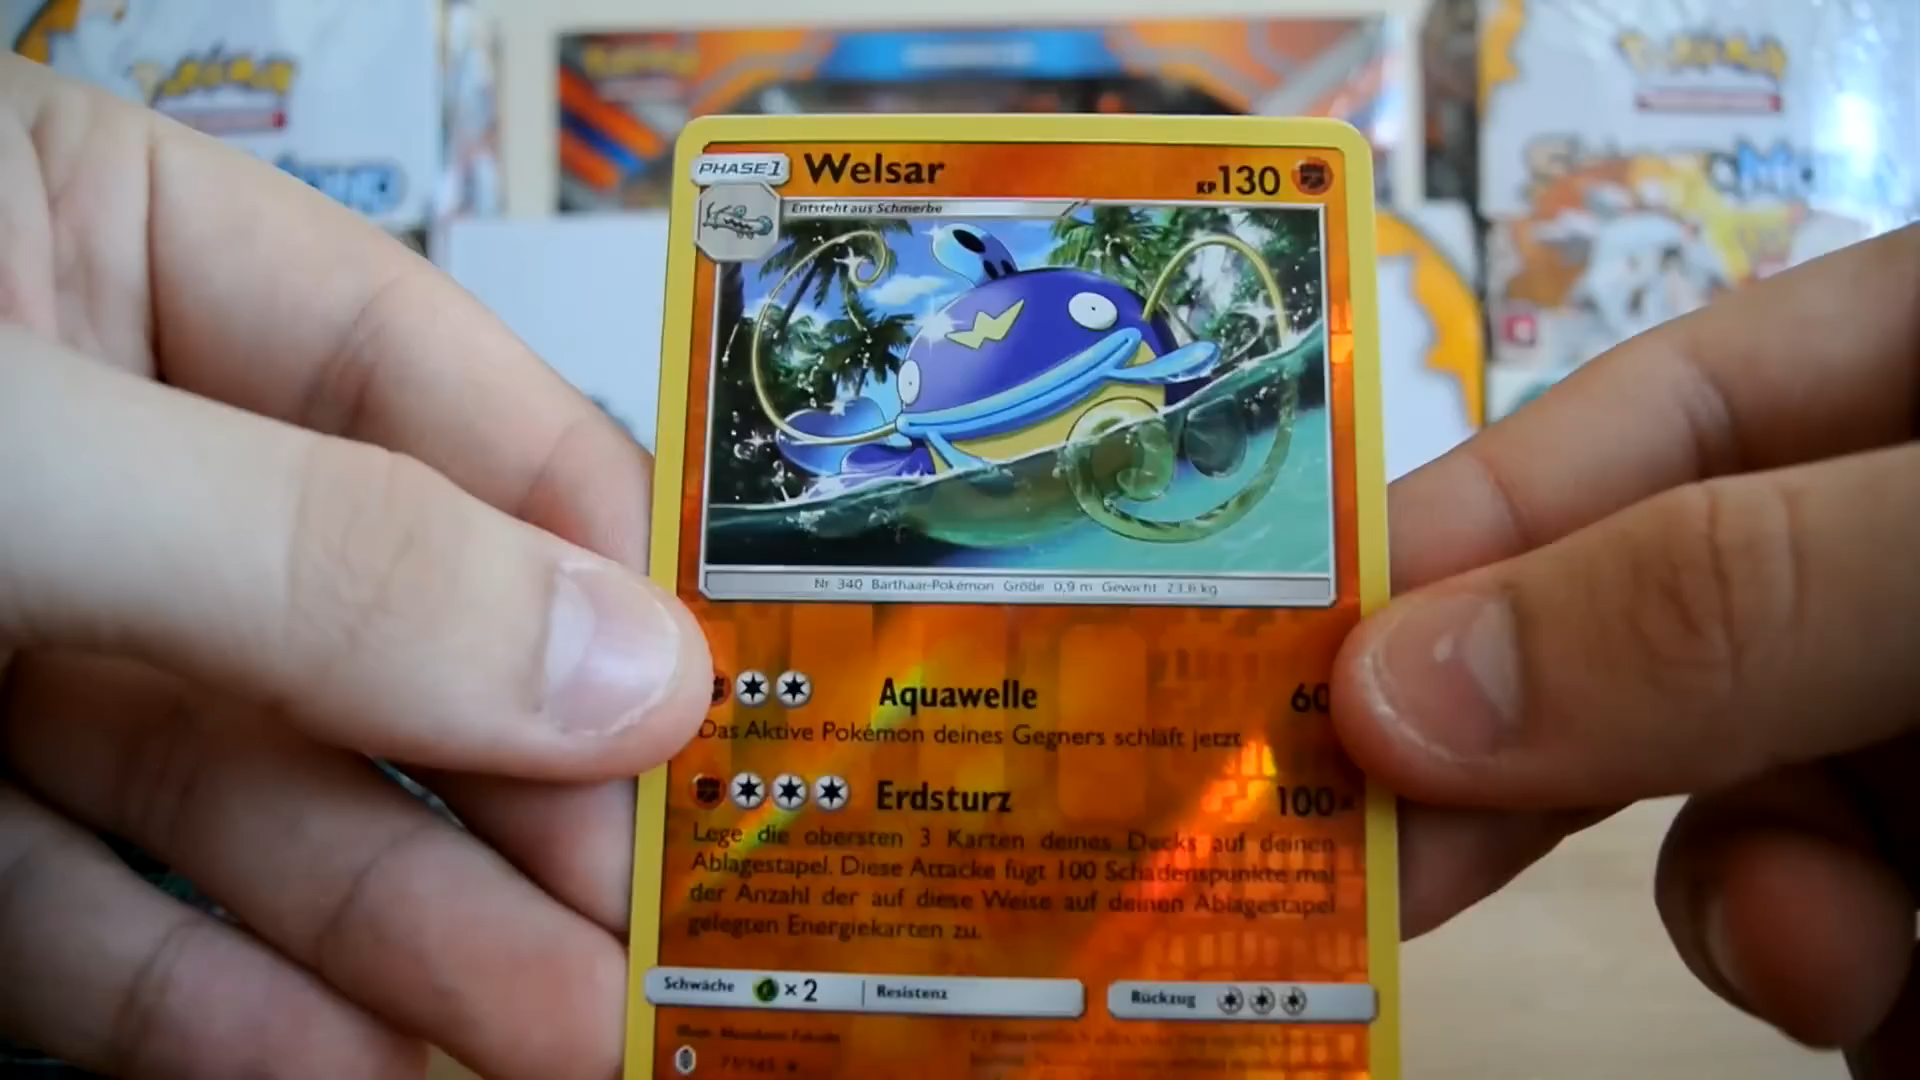 Pokémon
Pokémon
Pokémon
PHASE 1 Welsar KP 130
Entsteht aus Schmerbe
Nr. 340 Barthaar-Pokémon Größe 0,9 m Gewicht 23,6 kg
Aquawelle 60
Das Aktive Pokémon deines Gegners schläft jetzt.
Erdsturz 100×
Lege die obersten 3 Karten deines Decks auf deinen
Ablagestapel. Diese Attacke fügt 100 Schadenspunkte mal
der Anzahl der auf diese Weise auf deinen Ablagestapel
gelegten Energiekarten zu.
Schwäche ×2 Resistenz Rückzug